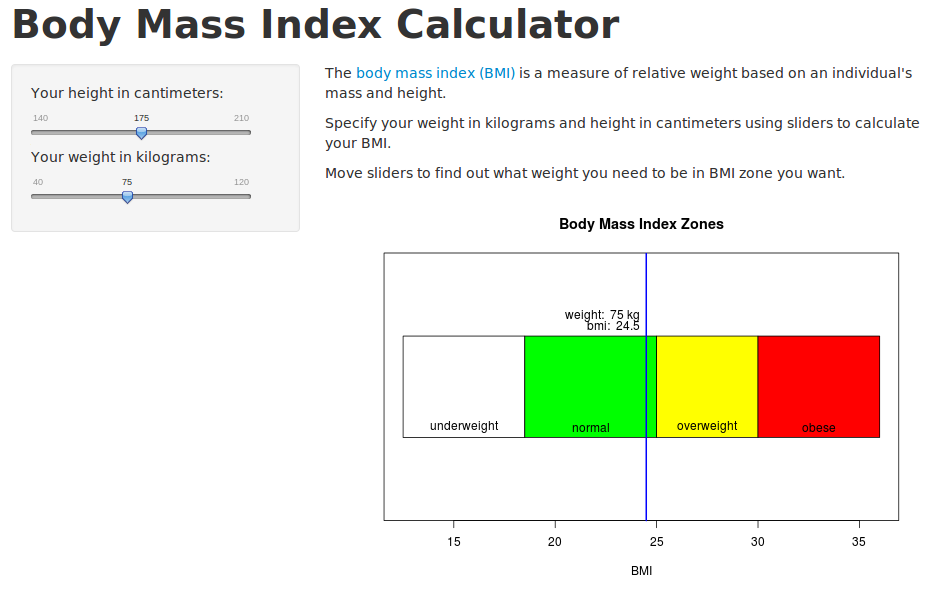 Body Mass Index Calculator
Your height in cantimeters:
140 175 210
Your weight in kilograms:
40 75 120
The body mass index (BMI) is a measure of relative weight based on an individual's
mass and height.
Specify your weight in kilograms and height in cantimeters using sliders to calculate
your BMI.
Move sliders to find out what weight you need to be in BMI zone you want.
Body Mass Index Zones
weight: 75 kg
bmi: 24.5
underweight normal overweight obese
15 20 25 30 35
BMI